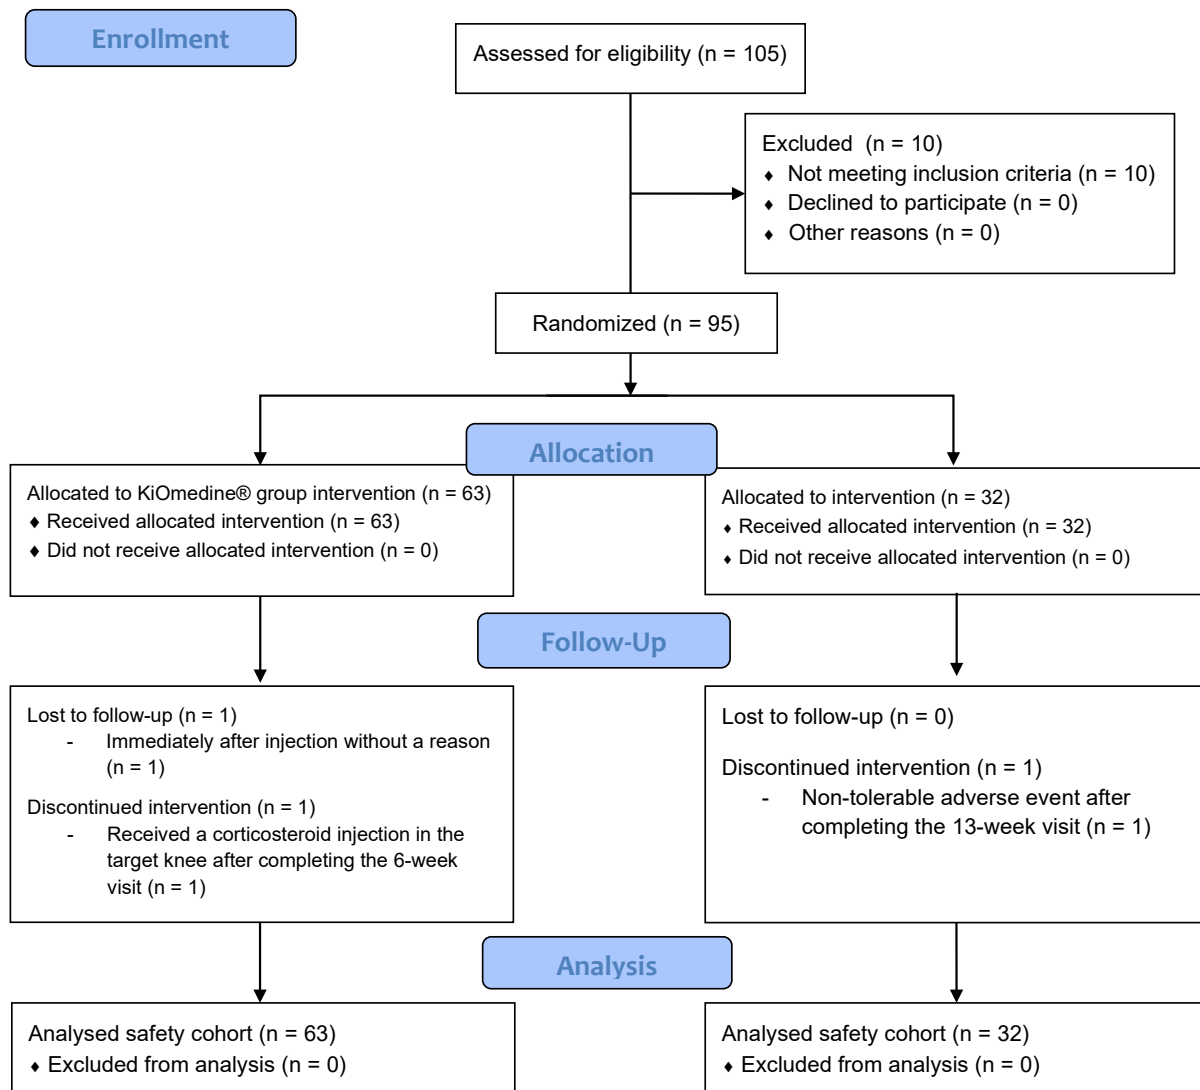 Enrollment
Assessed for eligibility (n = 105)
Excluded (n = 10)
♦ Not meeting inclusion criteria (n = 10)
♦ Declined to participate (n = 0)
♦ Other reasons (n = 0)
Randomized (n = 95)
Allocation
Allocated to KiOmedine® group intervention (n = 63)
♦ Received allocated intervention (n = 63)
♦ Did not receive allocated intervention (n = 0)
Allocated to intervention (n = 32)
♦ Received allocated intervention (n = 32)
♦ Did not receive allocated intervention (n = 0)
Follow-Up
Lost to follow-up (n = 1)
- Immediately after injection without a reason
(n = 1)
Discontinued intervention (n = 1)
- Received a corticosteroid injection in the
target knee after completing the 6-week
visit (n = 1)
Lost to follow-up (n = 0)
Discontinued intervention (n = 1)
- Non-tolerable adverse event after
completing the 13-week visit (n = 1)
Analysis
Analysed safety cohort (n = 63)
♦ Excluded from analysis (n = 0)
Analysed safety cohort (n = 32)
♦ Excluded from analysis (n = 0)